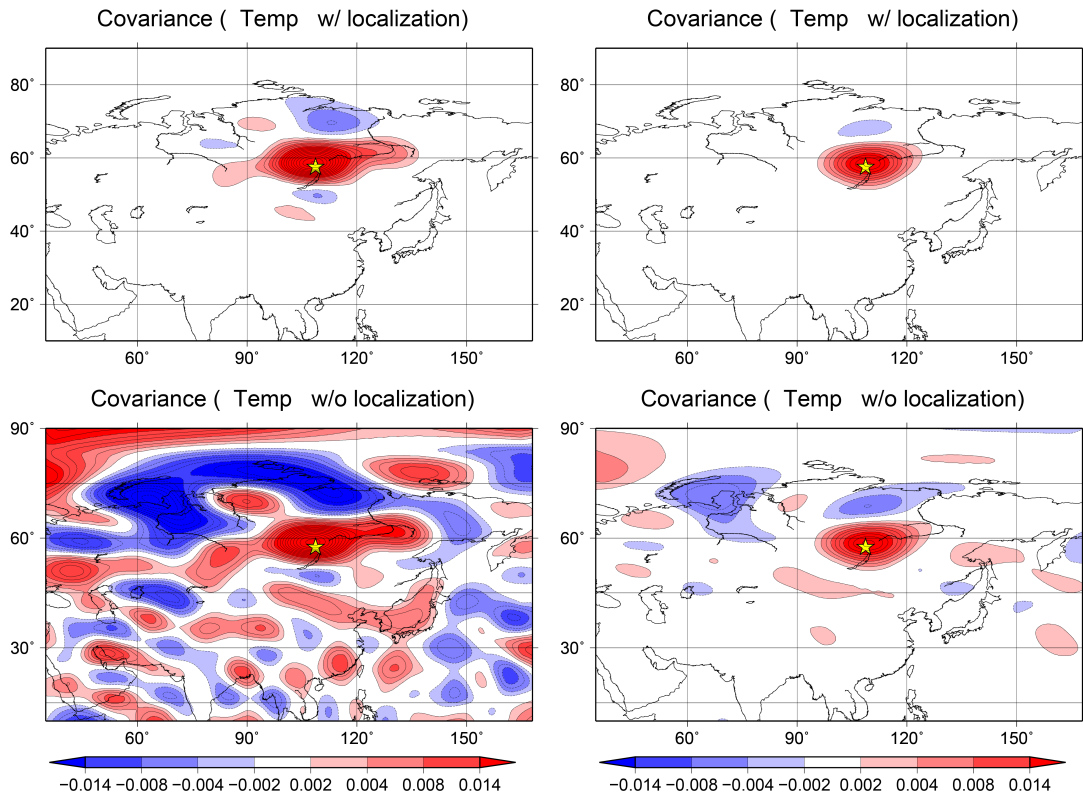 Covariance ( Temp w/ localization)
Covariance ( Temp w/ localization)
80° 80°
60° 60°
40° 40°
20° 20°
60° 90° 120° 150° 60° 90° 120° 150°
Covariance ( Temp w/o localization)
Covariance ( Temp w/o localization)
90° 90°
60° 60°
30° 30°
60° 90° 120° 150° 60° 90° 120° 150°
−0.014 −0.008 −0.004 −0.002 0.002 0.004 0.008 0.014
−0.014 −0.008 −0.004 −0.002 0.002 0.004 0.008 0.014